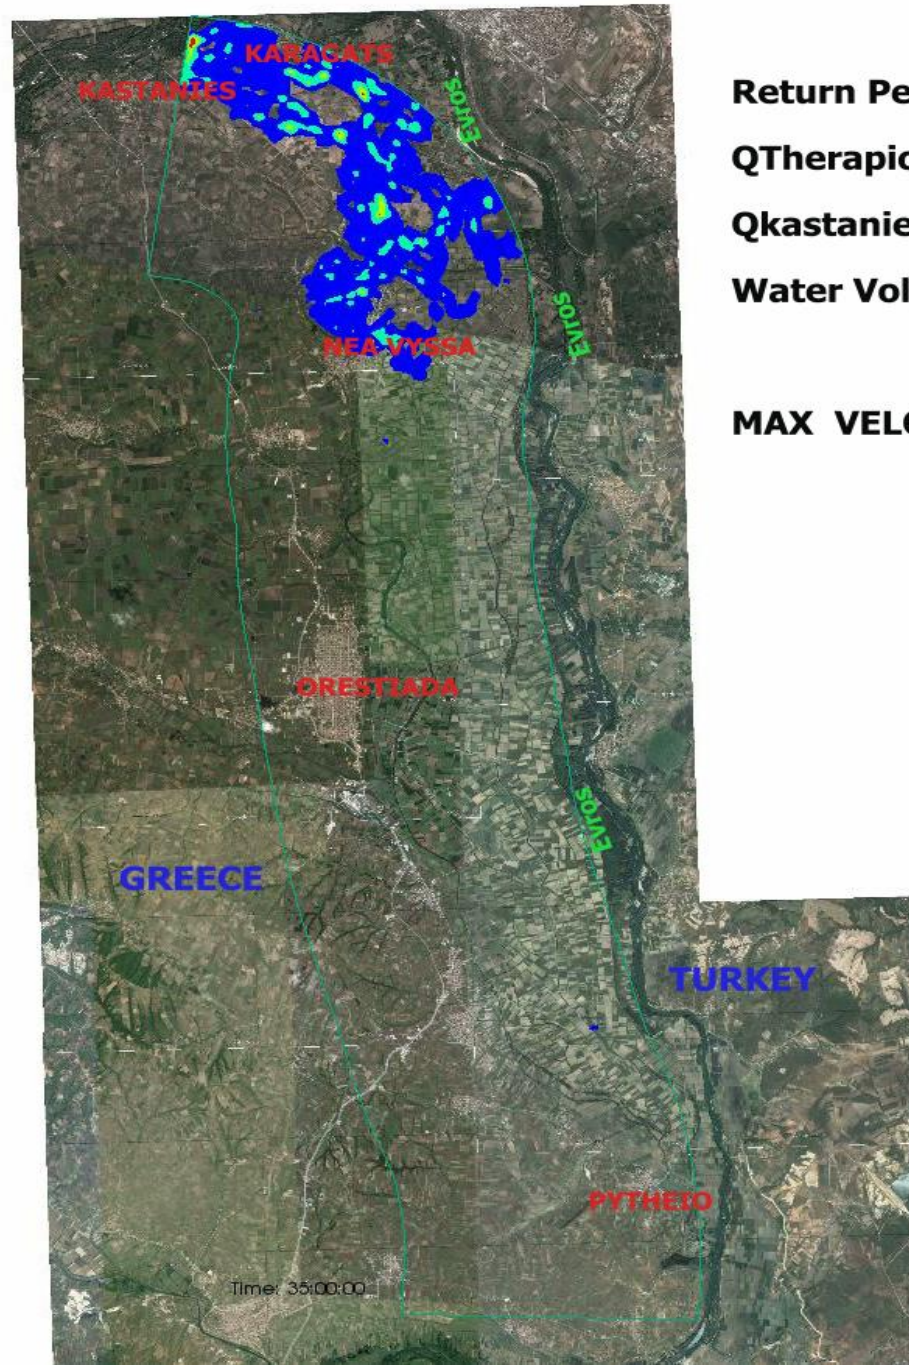 Return Pe
QTherapio
Qkastanie
Water Vol
MAX VEL
KARAGATS
KASTANIES
Evros
Evros
NEA VYSSA
ORESTIADA
Evros
GREECE
TURKEY
PYTHEIO
Time: 35:00:00